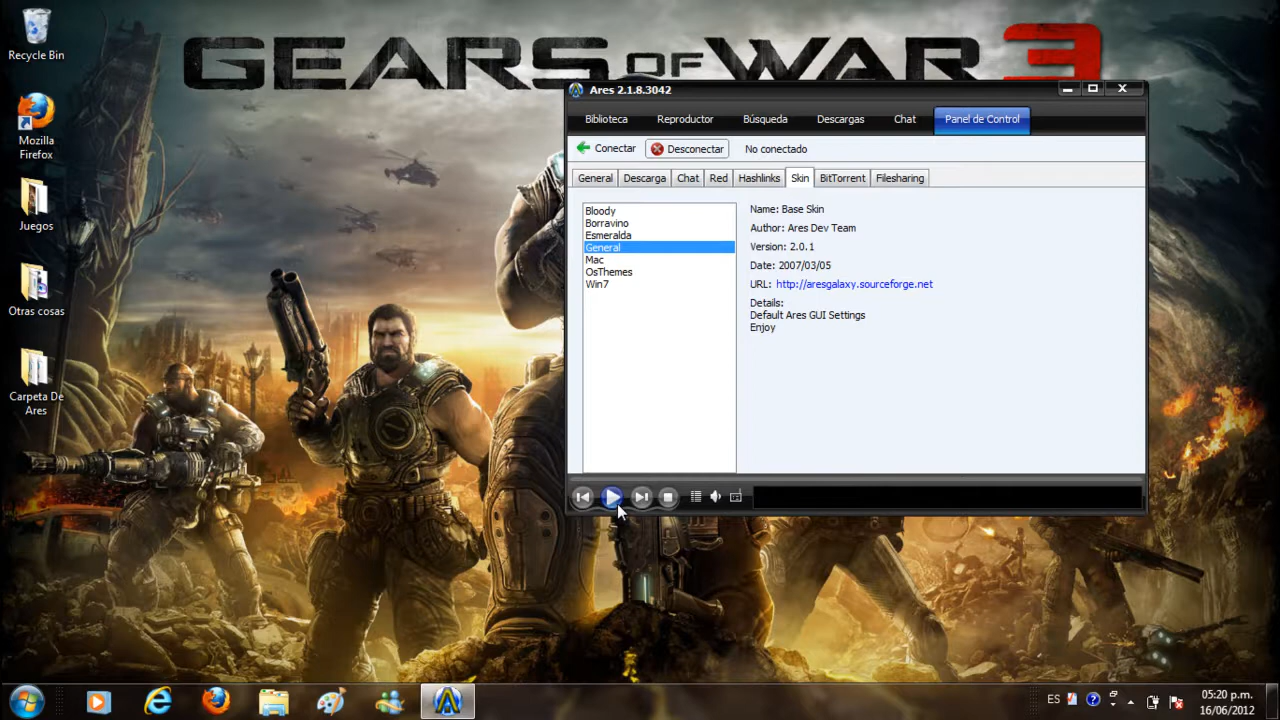 GEARS OF WAR 3
Recycle Bin
Mozilla
Firefox
Juegos
Otras cosas
Carpeta De
Ares
Ares 2.1.8.3042
Biblioteca
Reproductor
Búsqueda
Descargas
Chat
Panel de Control
Conectar
Desconectar
No conectado
General
Descarga
Chat
Red
Hashlinks
Skin
BitTorrent
Filesharing
Bloody
Borravino
Esmeralda
General
Mac
OsThemes
Win7
Name: Base Skin
Author: Ares Dev Team
Version: 2.0.1
Date: 2007/03/05
URL: http://aresgalaxy.sourceforge.net
Details:
Default Ares GUI Settings
Enjoy
ES
05:20 p.m.
16/06/2012